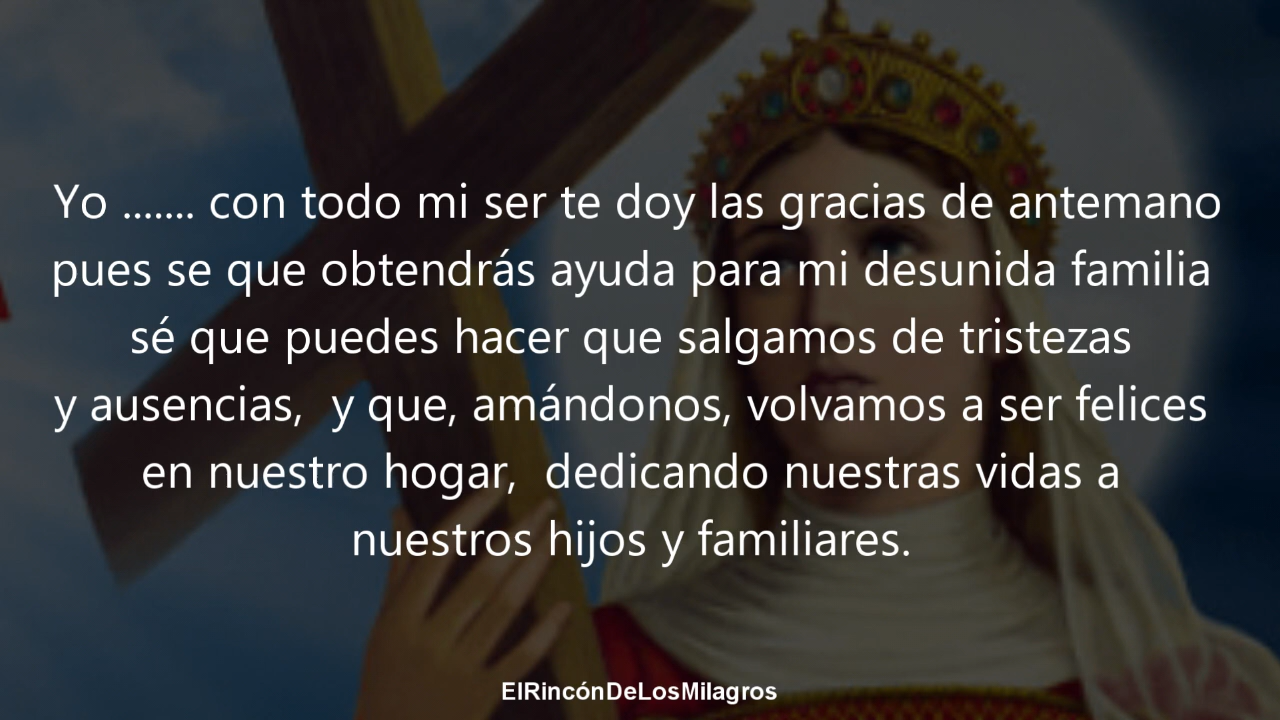 Yo ....... con todo mi ser te doy las gracias de antemano
pues se que obtendrás ayuda para mi desunida familia
sé que puedes hacer que salgamos de tristezas
y ausencias,  y que, amándonos, volvamos a ser felices
en nuestro hogar,  dedicando nuestras vidas a
nuestros hijos y familiares.
ElRincónDeLosMilagros